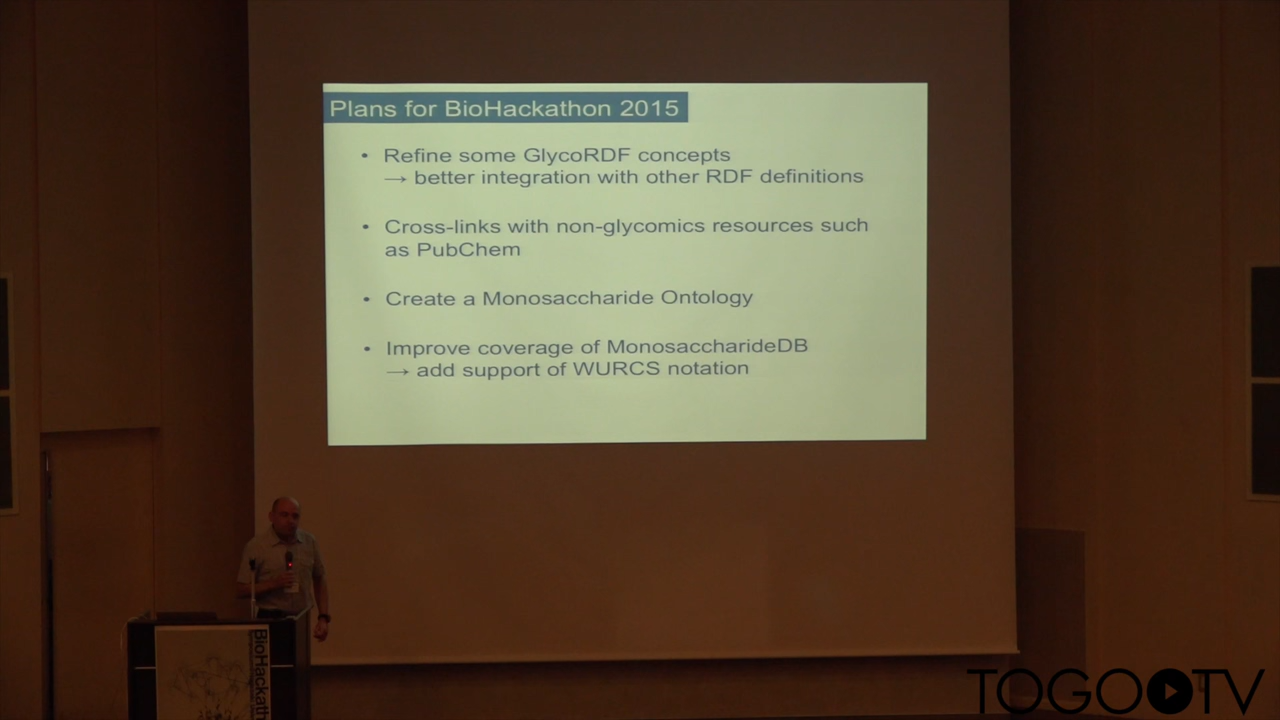 Plans for BioHackathon 2015
• Refine some GlycoRDF concepts
→ better integration with other RDF definitions
• Cross-links with non-glycomics resources such
as PubChem
• Create a Monosaccharide Ontology
• Improve coverage of MonosaccharideDB
→ add support of WURCS notation
BioHackath
TOGO TV